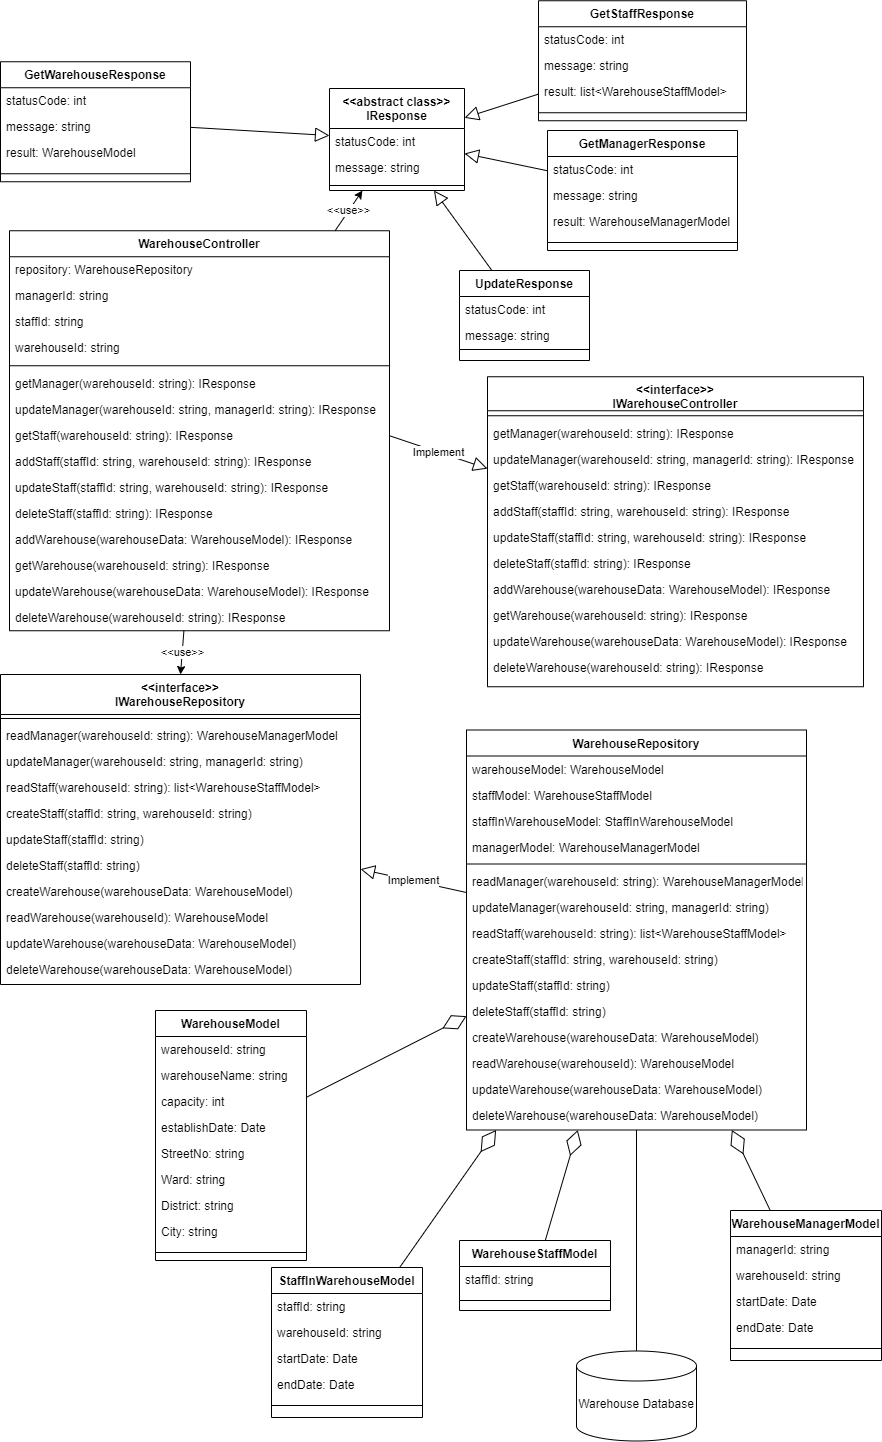 GetStaffResponse
statusCode: int
message: string
result: list<WarehouseStaffModel>
GetWarehouseResponse
statusCode: int
message: string
result: WarehouseModel
<<abstract class>>
IResponse
statusCode: int
message: string
GetManagerResponse
statusCode: int
message: string
result: WarehouseManagerModel
<<use>>
WarehouseController
repository: WarehouseRepository
managerId: string
staffId: string
warehouseId: string
getManager(warehouseId: string): IResponse
updateManager(warehouseId: string, managerId: string): IResponse
getStaff(warehouseId: string): IResponse
addStaff(staffId: string, warehouseId: string): IResponse
updateStaff(staffId: string, warehouseId: string): IResponse
deleteStaff(staffId: string): IResponse
addWarehouse(warehouseData: WarehouseModel): IResponse
getWarehouse(warehouseId: string): IResponse
updateWarehouse(warehouseData: WarehouseModel): IResponse
deleteWarehouse(warehouseId: string): IResponse
UpdateResponse
statusCode: int
message: string
Implement
<<interface>>
IWarehouseController
getManager(warehouseId: string): IResponse
updateManager(warehouseId: string, managerId: string): IResponse
getStaff(warehouseId: string): IResponse
addStaff(staffId: string, warehouseId: string): IResponse
updateStaff(staffId: string, warehouseId: string): IResponse
deleteStaff(staffId: string): IResponse
addWarehouse(warehouseData: WarehouseModel): IResponse
getWarehouse(warehouseId: string): IResponse
updateWarehouse(warehouseData: WarehouseModel): IResponse
deleteWarehouse(warehouseId: string): IResponse
<<use>>
<<interface>>
IWarehouseRepository
readManager(warehouseId: string): WarehouseManagerModel
updateManager(warehouseId: string, managerId: string)
readStaff(warehouseId: string): list<WarehouseStaffModel>
createStaff(staffId: string, warehouseId: string)
updateStaff(staffId: string)
deleteStaff(staffId: string)
createWarehouse(warehouseData: WarehouseModel)
readWarehouse(warehouseId): WarehouseModel
updateWarehouse(warehouseData: WarehouseModel)
deleteWarehouse(warehouseData: WarehouseModel)
Implement
WarehouseRepository
warehouseModel: WarehouseModel
staffModel: WarehouseStaffModel
staffInWarehouseModel: StaffInWarehouseModel
managerModel: WarehouseManagerModel
readManager(warehouseId: string): WarehouseManagerModel
updateManager(warehouseId: string, managerId: string)
readStaff(warehouseId: string): list<WarehouseStaffModel>
createStaff(staffId: string, warehouseId: string)
updateStaff(staffId: string)
deleteStaff(staffId: string)
createWarehouse(warehouseData: WarehouseModel)
readWarehouse(warehouseId): WarehouseModel
updateWarehouse(warehouseData: WarehouseModel)
deleteWarehouse(warehouseData: WarehouseModel)
WarehouseModel
warehouseId: string
warehouseName: string
capacity: int
establishDate: Date
StreetNo: string
Ward: string
District: string
City: string
StaffInWarehouseModel
staffId: string
warehouseId: string
startDate: Date
endDate: Date
WarehouseStaffModel
staffId: string
WarehouseManagerModel
managerId: string
warehouseId: string
startDate: Date
endDate: Date
Warehouse Database